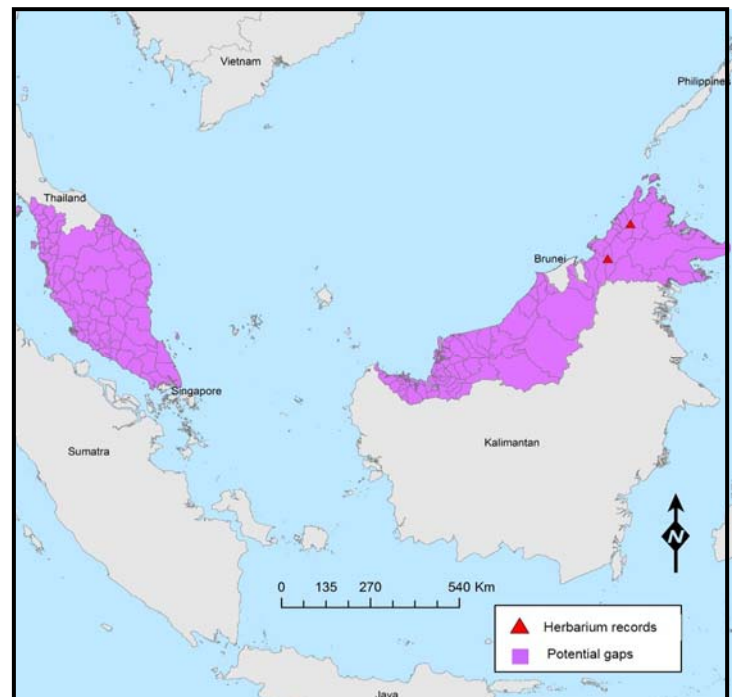 Vietnam
Philippines
Thailand
Brunei
Singapore
Sumatra
Kalimantan
N
0 135 270 540 Km
Herbarium records
Potential gaps
Java